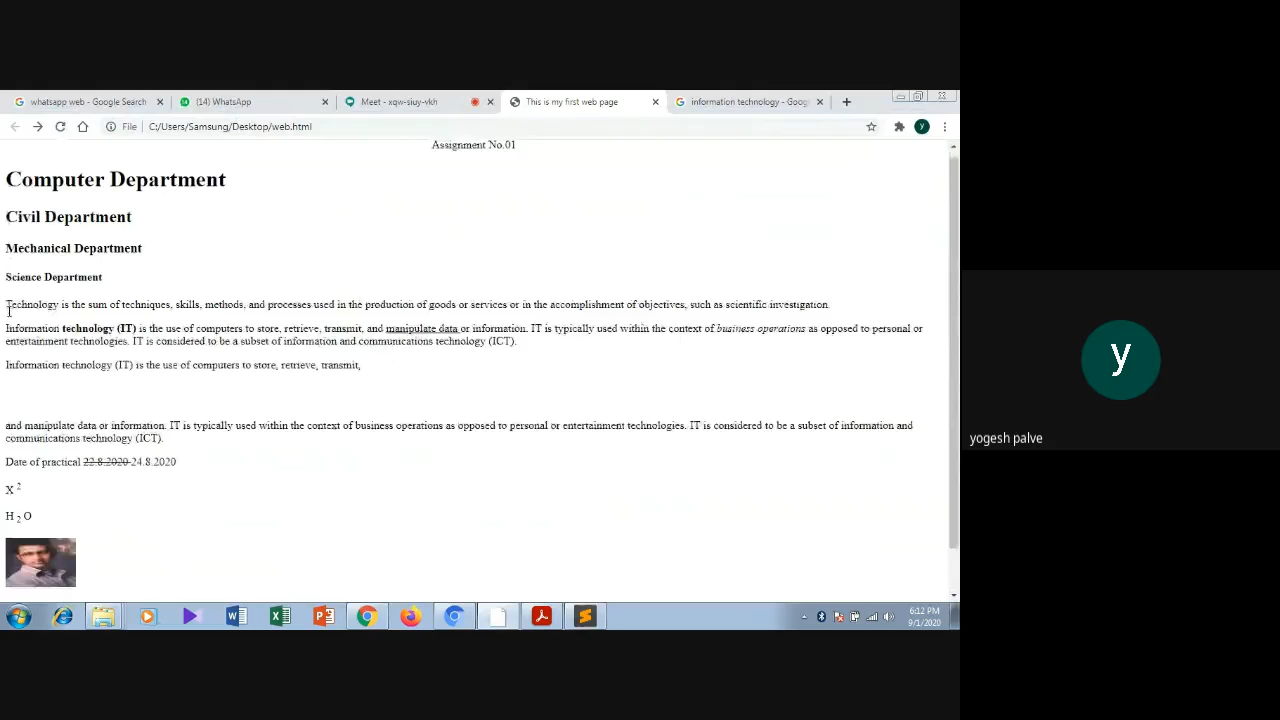 whatsapp web - Google Search
(14) WhatsApp
Meet - xqw-siuy-vkh
This is my first web page
information technology - Goog
File C:/Users/Samsung/Desktop/web.html
y
Assignment No.01
Computer Department
Civil Department
Mechanical Department
Science Department
Technology is the sum of techniques, skills, methods, and processes used in the production of goods or services or in the accomplishment of objectives, such as scientific investigation.
Information technology (IT) is the use of computers to store, retrieve, transmit, and manipulate data or information. IT is typically used within the context of business operations as opposed to personal or
entertainment technologies. IT is considered to be a subset of information and communications technology (ICT).
Information technology (IT) is the use of computers to store, retrieve, transmit,
and manipulate data or information. IT is typically used within the context of business operations as opposed to personal or entertainment technologies. IT is considered to be a subset of information and
communications technology (ICT).
Date of practical 22.8.2020 24.8.2020
X 2
H 2 O
6:12 PM
9/1/2020
y
yogesh palve